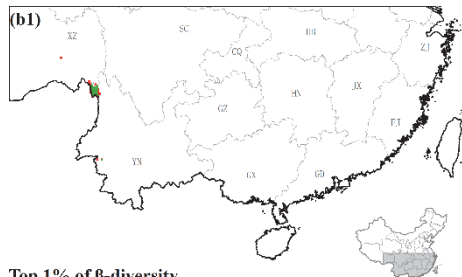 (b1)
XZ
SC
HB
ZJ
CQ
HN
JX
GZ
FJ
YN
GX
GD
Top 1% of β-diversity